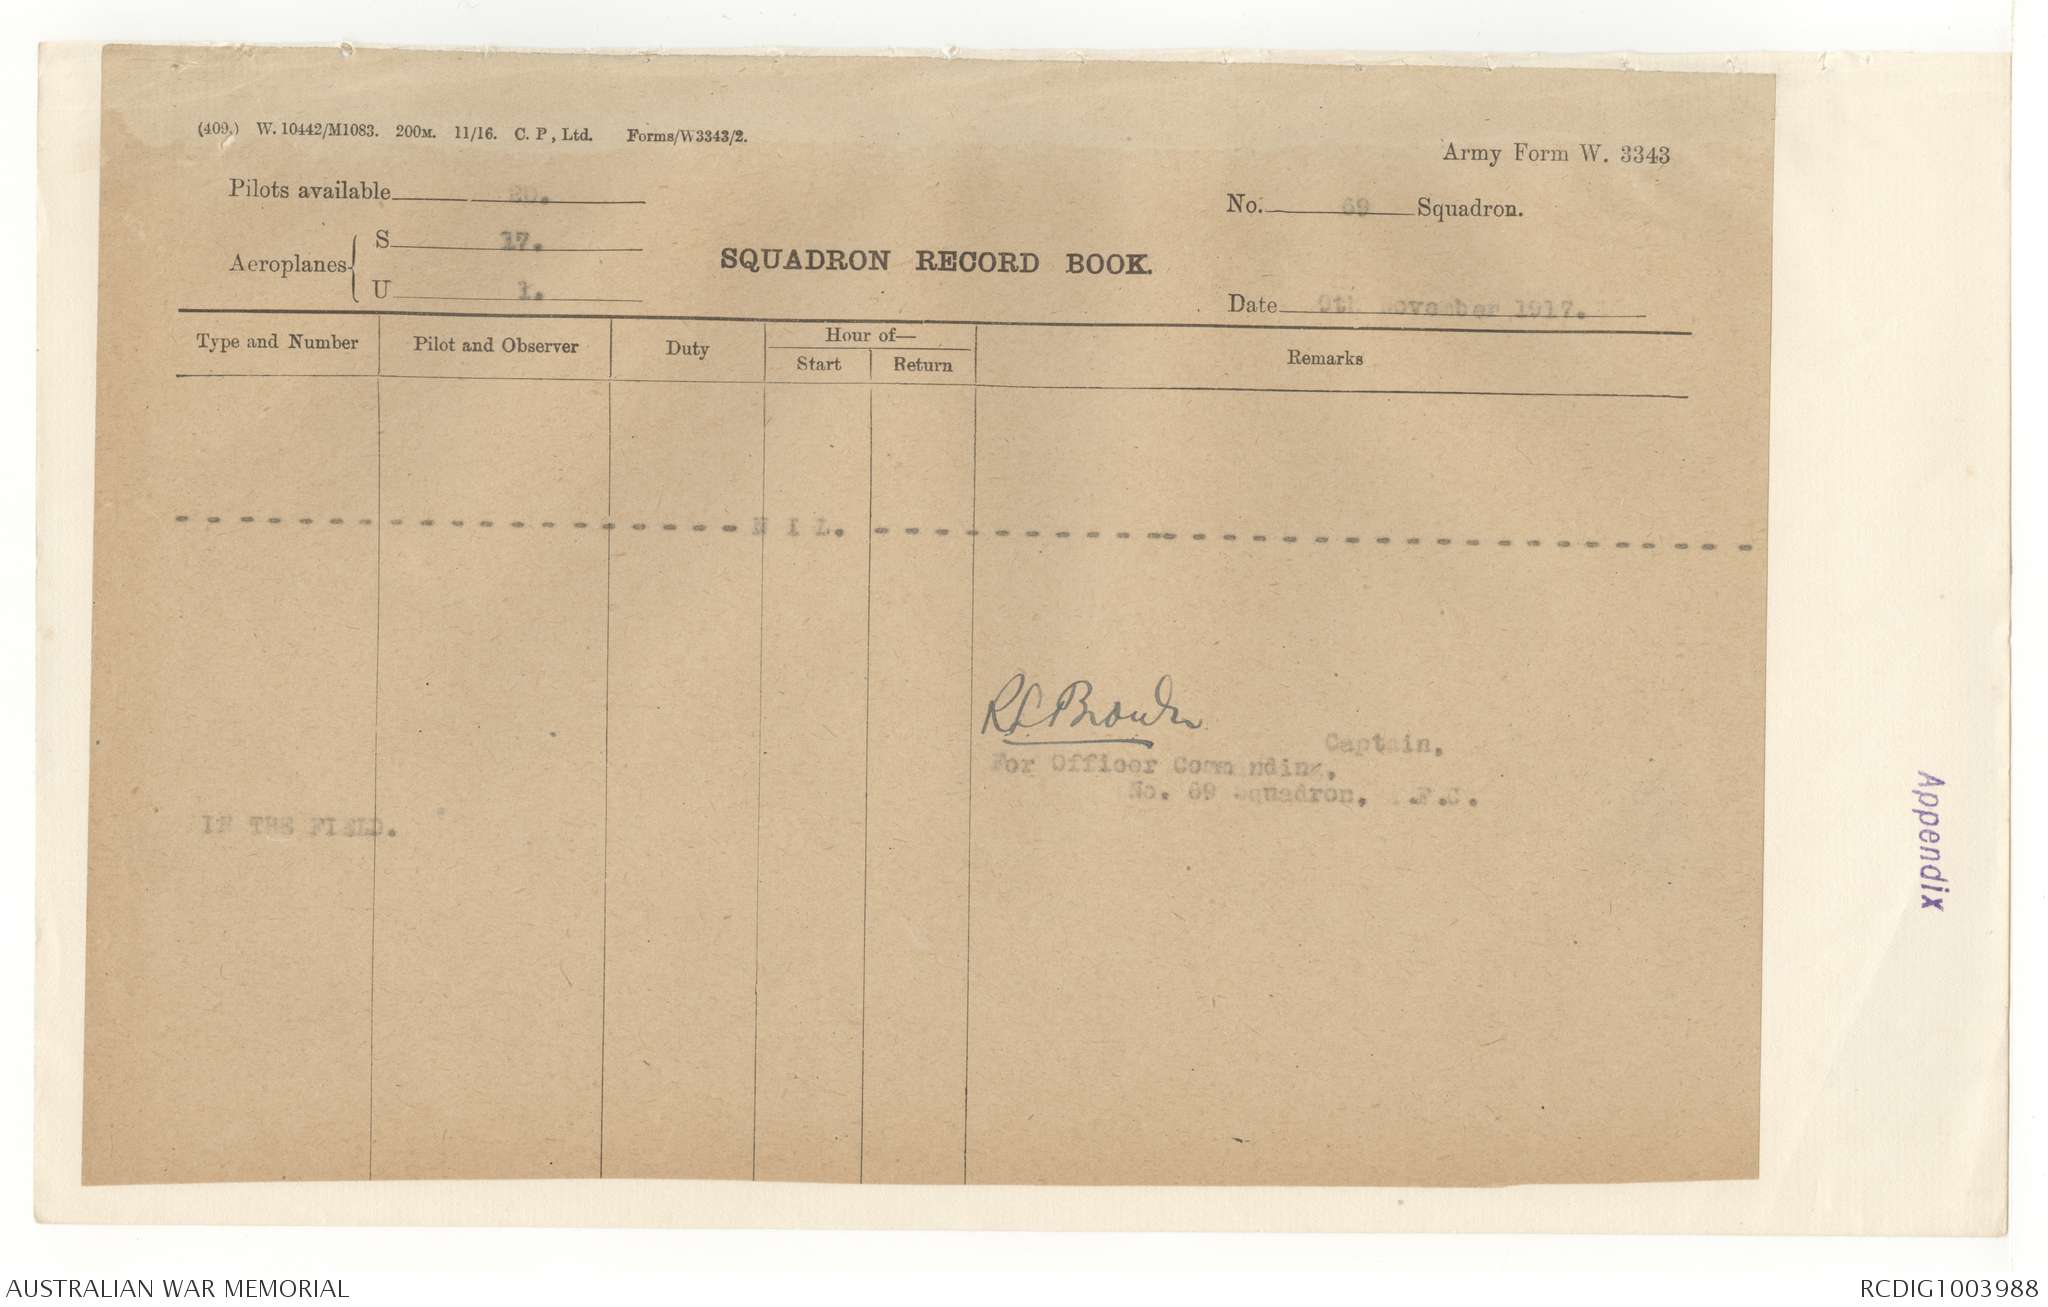 (409.) W. 10442/M1083. 200M. 11/16. C. P, Ltd. Forms/W3343/2.
Army Form W. 3343
Pilots available 20.
No. 69 Squadron.
Aeroplanes { S 17.
U 1.
SQUADRON RECORD BOOK.
Date 9th November 1917.
Type and Number Pilot and Observer Duty Hour of— Start Return Remarks
- - - - - - - - - - - - - - - - - - - N I L. - - - - - - - - - - - - - - - - - - - - - - - - - - - - - -
Captain,
For Officer Commanding,
No. 69 Squadron, .F.C.
IN THE FIELD.
Appendix
AUSTRALIAN WAR MEMORIAL
RCDIG1003988